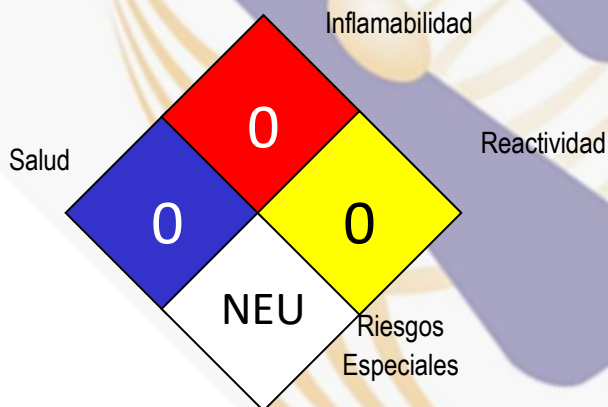 Inflamabilidad
0
Reactividad
Salud
0
0
NEU
Riesgos
Especiales